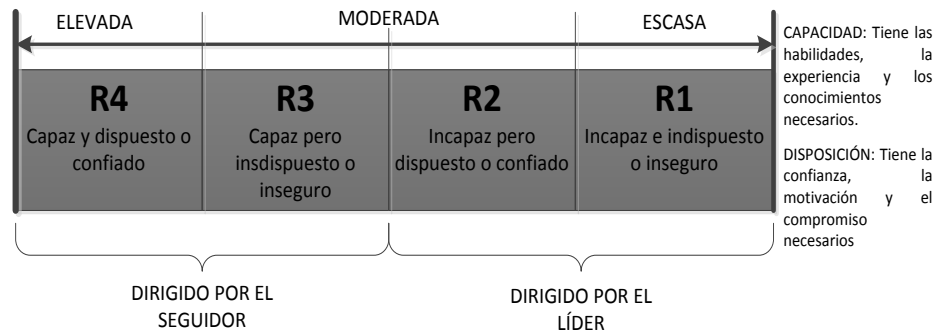 ELEVADA
MODERADA
ESCASA
R4
Capaz y dispuesto o
confiado
R3
Capaz pero
insdispuesto o
inseguro
R2
Incapaz pero
dispuesto o confiado
R1
Incapaz e indispuesto
o inseguro
CAPACIDAD: Tiene las
habilidades, la
experiencia y los
conocimientos
necesarios.
DISPOSICIÓN: Tiene la
confianza, la
motivación y el
compromiso
necesarios
DIRIGIDO POR EL
SEGUIDOR
DIRIGIDO POR EL
LÍDER